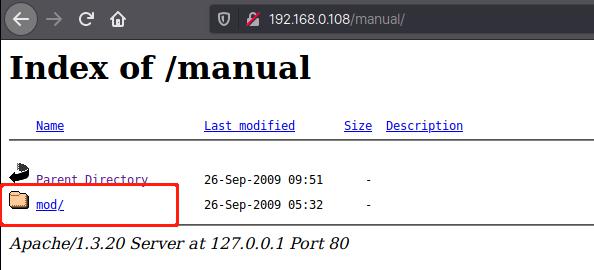 192.168.0.108/manual/
Index of /manual
Name Last modified Size Description
Parent Directory 26-Sep-2009 09:51 -
mod/ 26-Sep-2009 05:32 -
Apache/1.3.20 Server at 127.0.0.1 Port 80